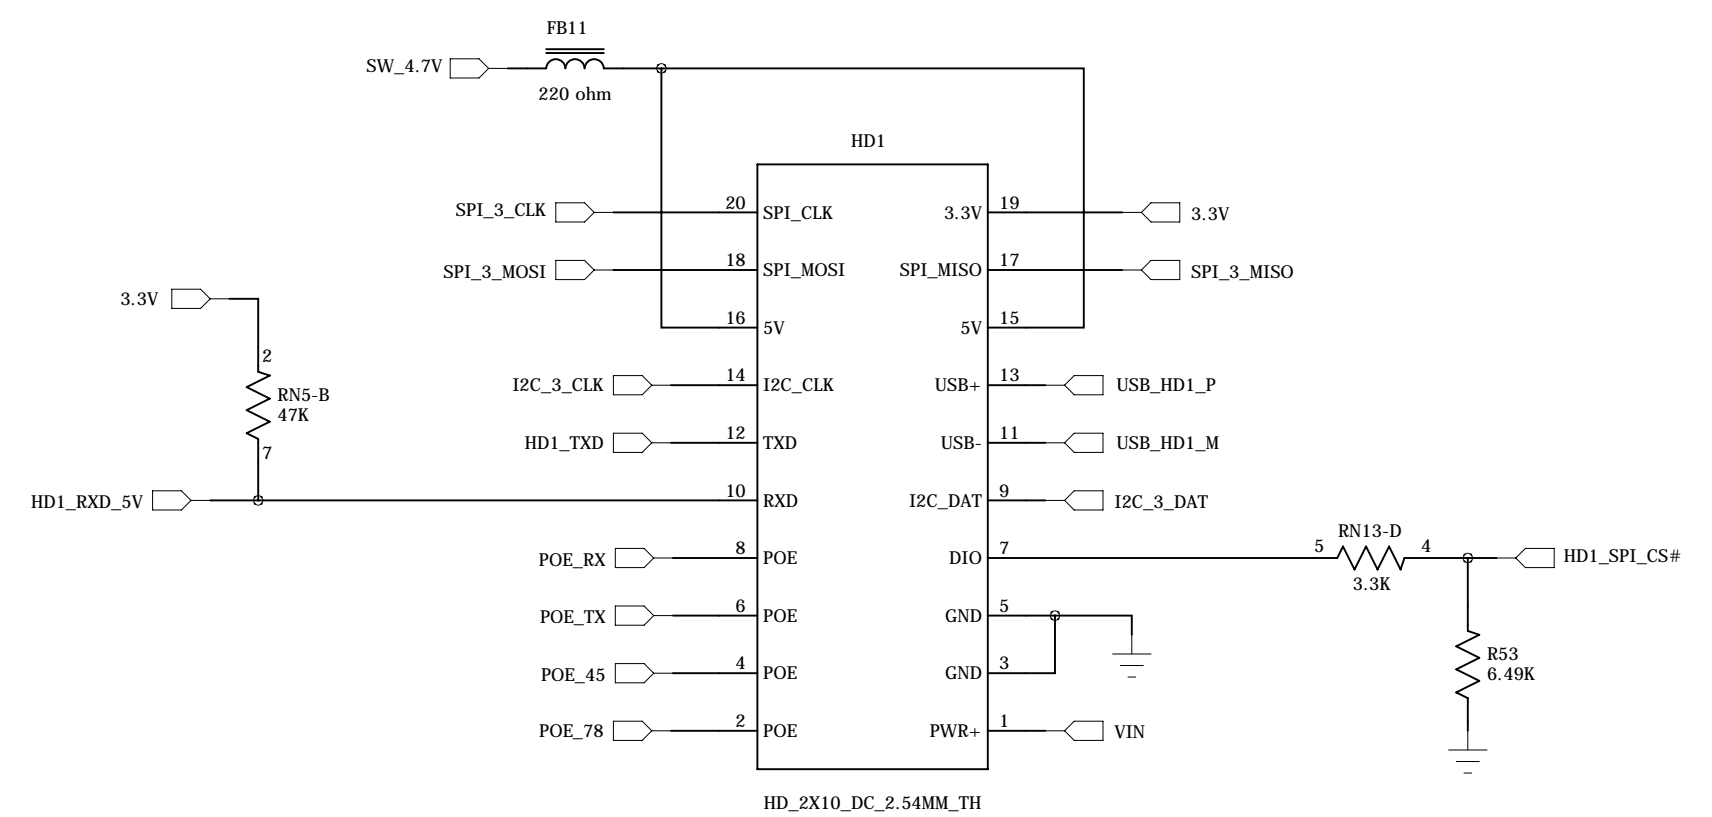 FB11
SW_4.7V
220 ohm
HD1
SPI_3_CLK 20 SPI_CLK 3.3V 19 3.3V
SPI_3_MOSI 18 SPI_MOSI SPI_MISO 17 SPI_3_MISO
3.3V
16 5V 5V 15
2
RN5-B
47K
7
I2C_3_CLK 14 I2C_CLK USB+ 13 USB_HD1_P
HD1_TXD 12 TXD USB- 11 USB_HD1_M
HD1_RXD_5V 10 RXD I2C_DAT 9 I2C_3_DAT
RN13-D
POE_RX 8 POE DIO 7 5 4 HD1_SPI_CS#
3.3K
POE_TX 6 POE GND 5
R53
6.49K
POE_45 4 POE GND 3
POE_78 2 POE PWR+ 1 VIN
HD_2X10_DC_2.54MM_TH